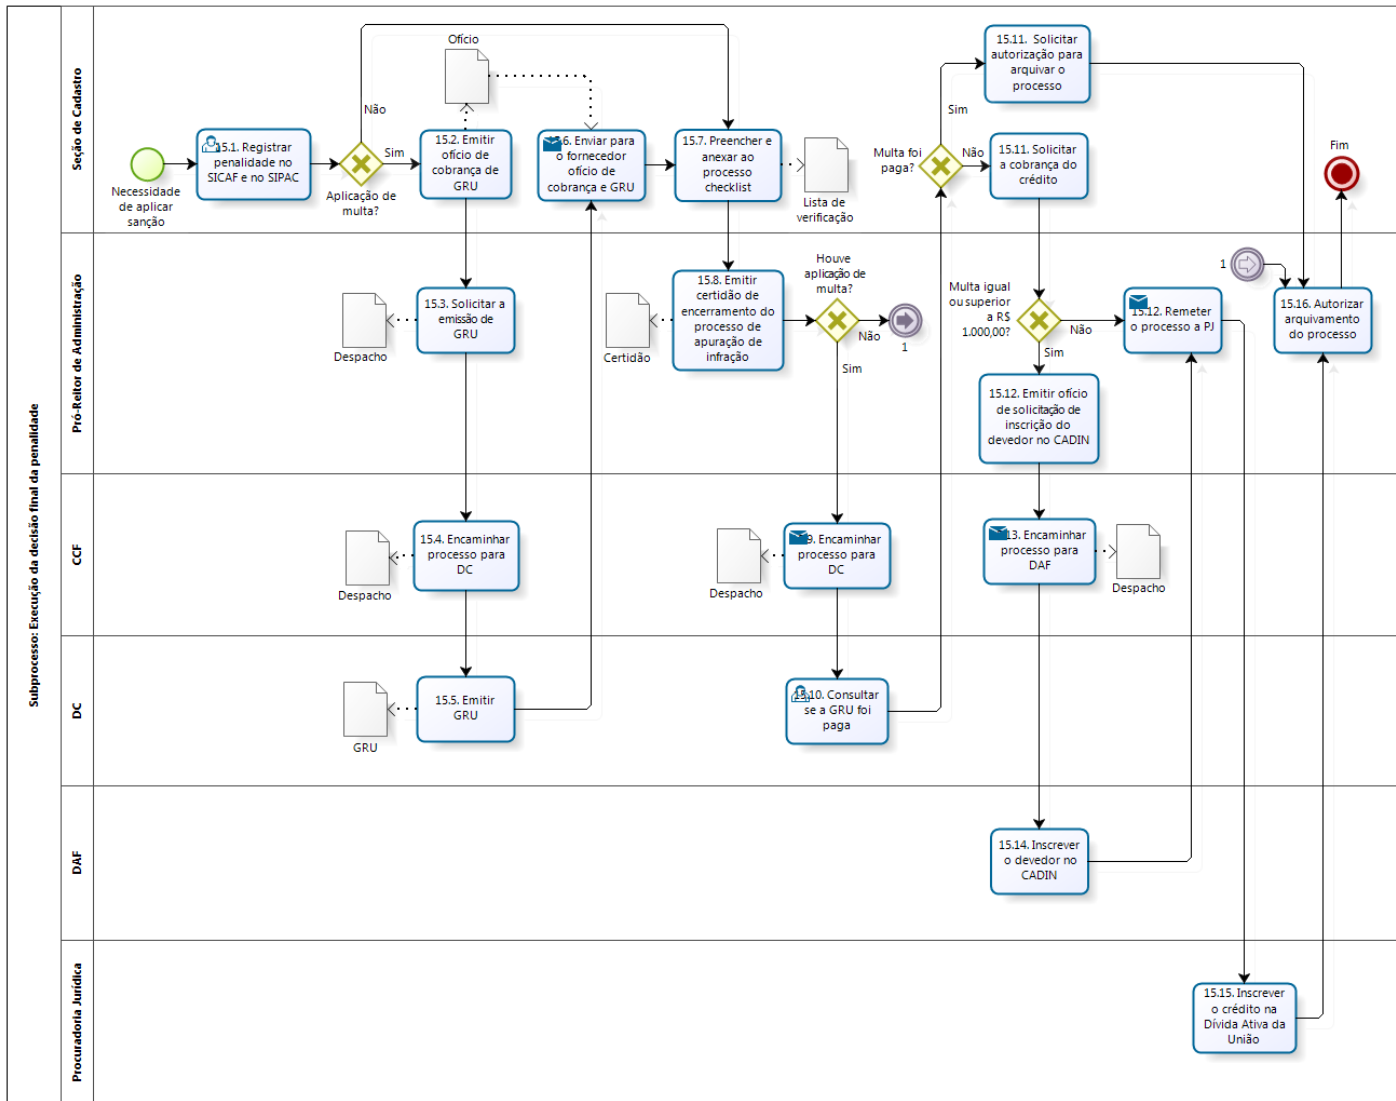 Subprocesso: Execução da decisão final da penalidade
Seção de Cadastro
Necessidade
de aplicar
sanção
15.1. Registrar
penalidade no
SICAF e no SIPAC
Aplicação de
multa?
Não
Sim
Ofício
15.2. Emitir
ofício de
cobrança de
GRU
6. Enviar para
o fornecedor
ofício de
cobrança e GRU
15.7. Preencher e
anexar ao
processo
checklist
Lista de
verificação
Multa foi
paga?
Sim
Não
15.11. Solicitar
autorização para
arquivar o
processo
15.11. Solicitar
a cobrança do
crédito
Fim
Pró-Reitor de Administração
Despacho
15.3. Solicitar a
emissão de
GRU
Certidão
15.8. Emitir
certidão de
encerramento do
processo de
apuração de
infração
Houve
aplicação de
multa?
Não
Sim
1
Multa igual
ou superior
a R$
1.000,00?
Não
Sim
15.12. Remeter
o processo a PJ
1
15.16. Autorizar
arquivamento
do processo
15.12. Emitir ofício
de solicitação de
inscrição do
devedor no CADIN
CCF
Despacho
15.4. Encaminhar
processo para
DC
Despacho
9. Encaminhar
processo para
DC
13. Encaminhar
processo para
DAF
Despacho
DC
GRU
15.5. Emitir
GRU
15.10. Consultar
se a GRU foi
paga
DAF
15.14. Inscrever
o devedor no
CADIN
Procuradoria Jurídica
15.15. Inscrever
o crédito na
Dívida Ativa da
União